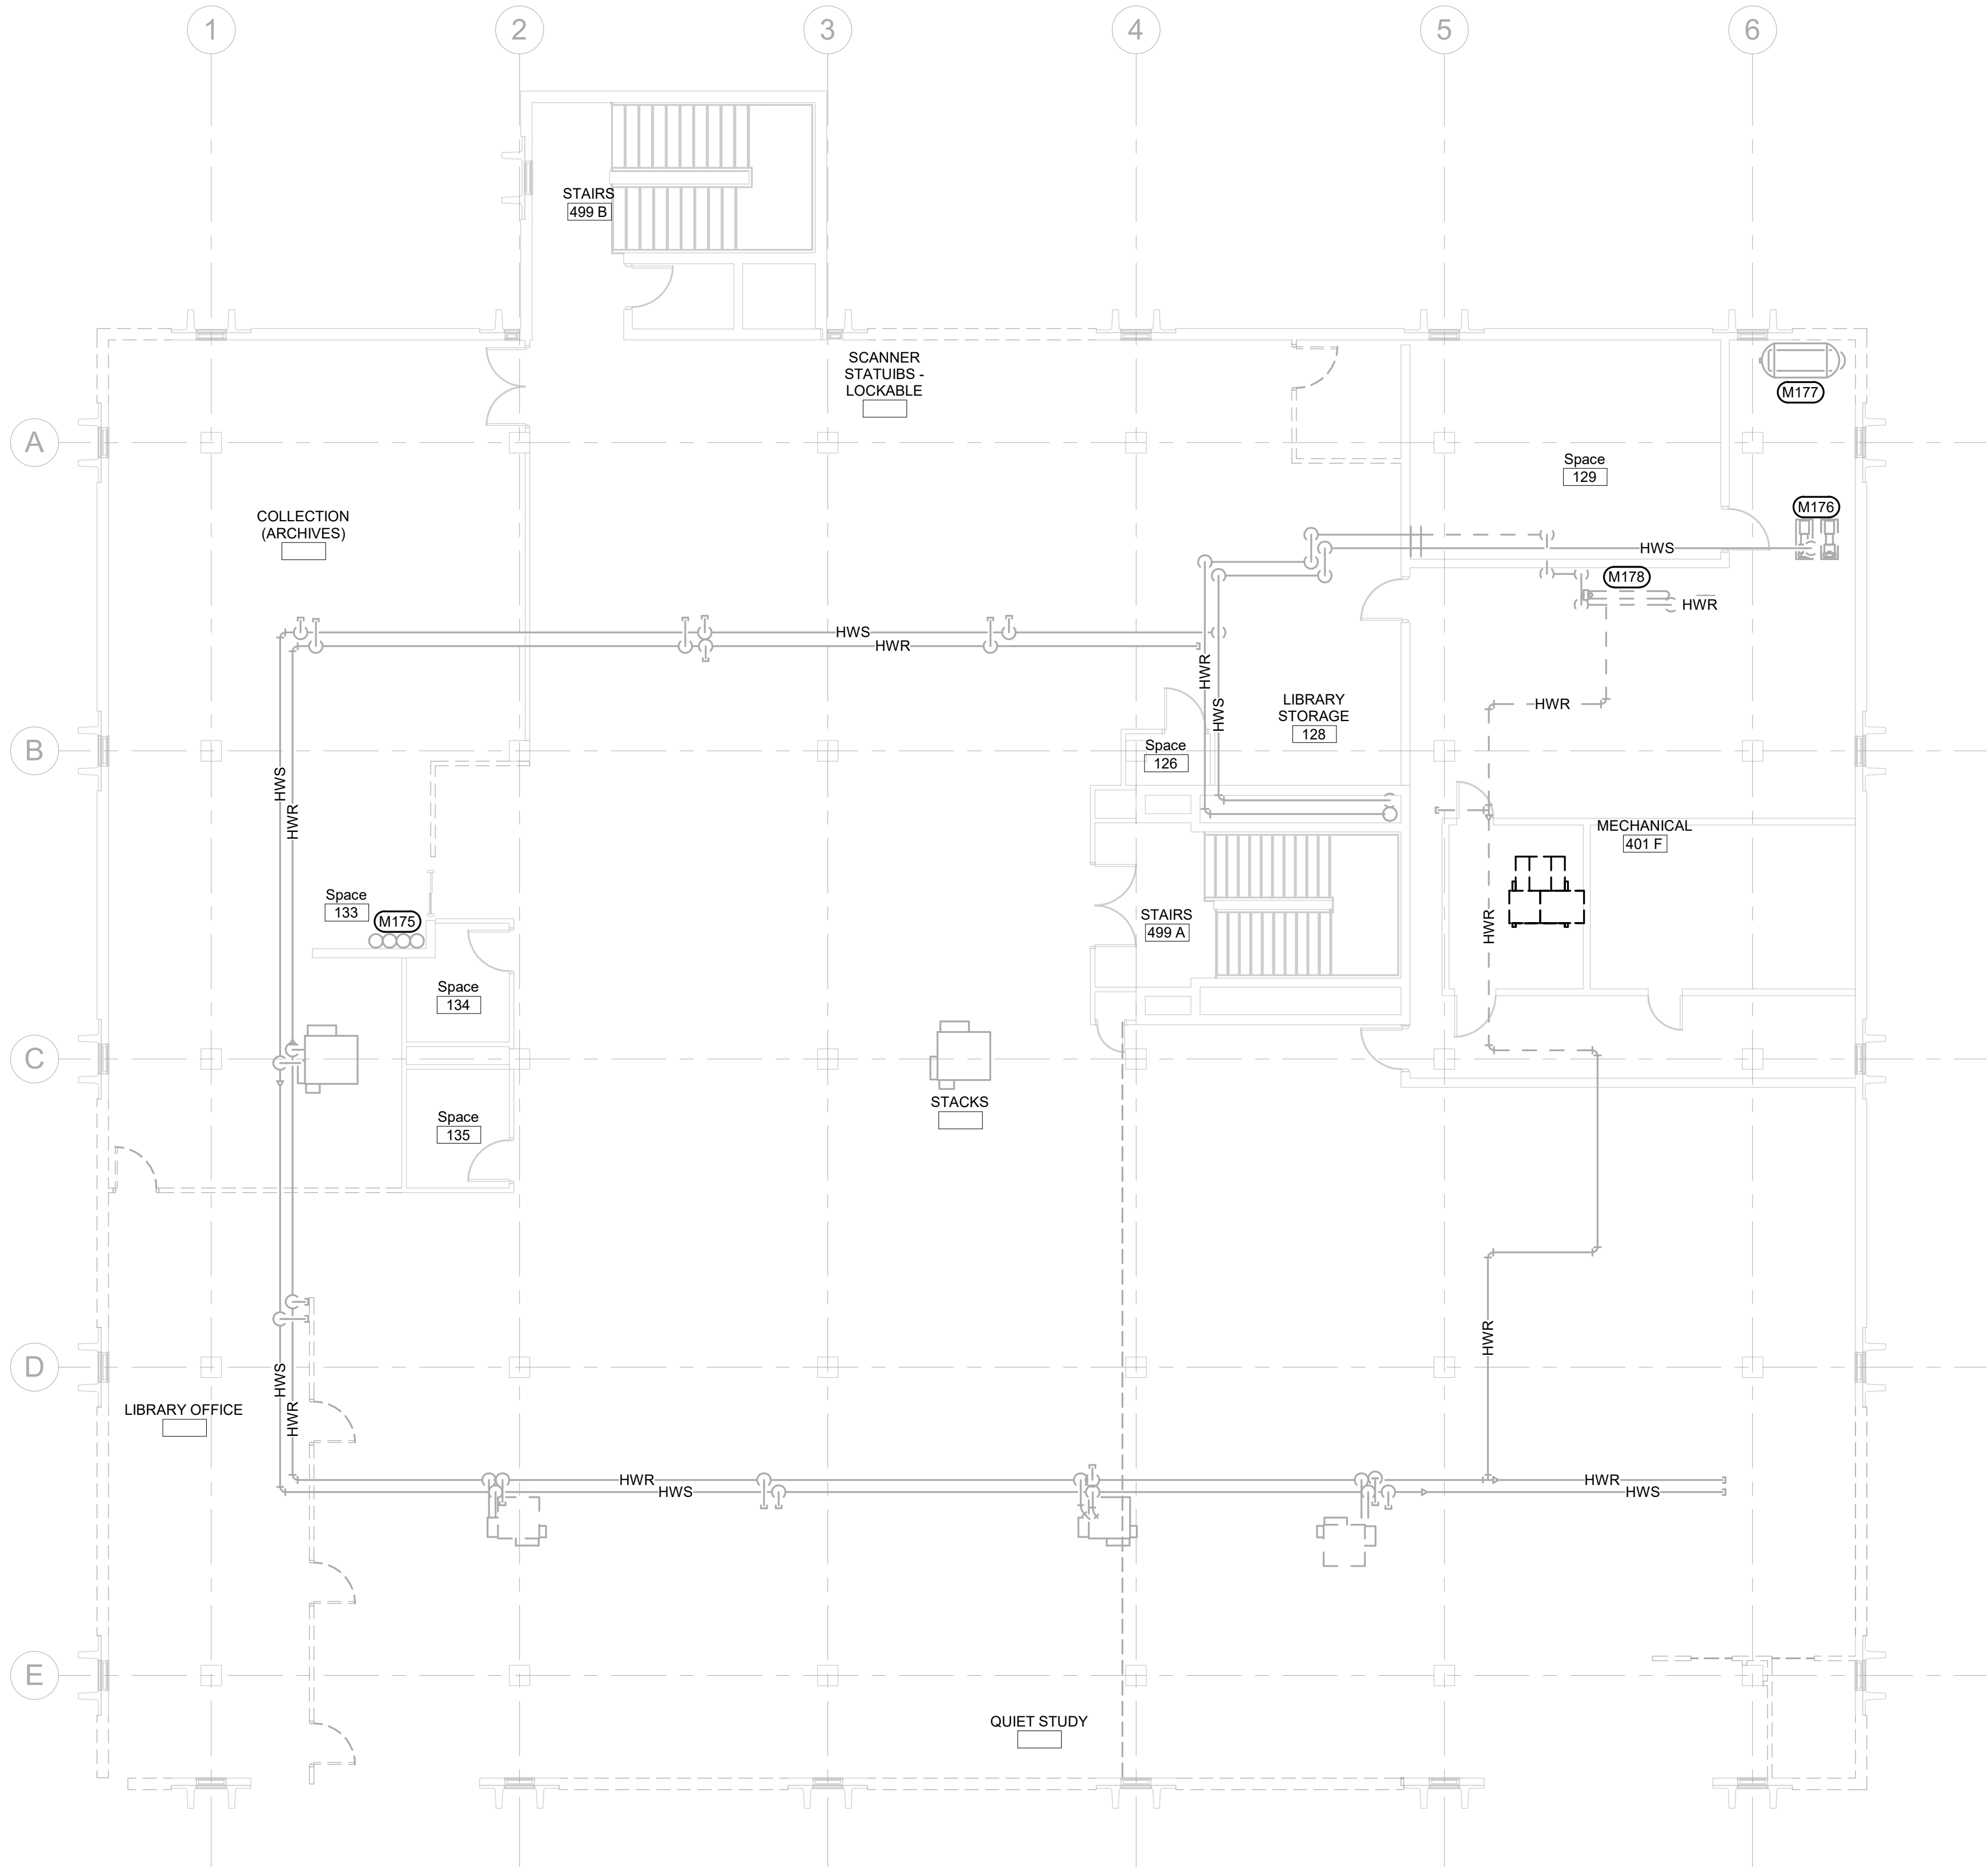 1
2
3
4
5
6
STAIRS
499 B
SCANNER
STATUIBS -
LOCKABLE
M177
A
Space
129
COLLECTION
(ARCHIVES)
M176
HWS
M178
HWR
HWS
HWR
HWR
HWS
LIBRARY
STORAGE
128
HWR
B
Space
126
HWS
HWR
MECHANICAL
401 F
Space
133
M175
STAIRS
499 A
HWR
Space
134
C
STACKS
Space
135
HWR
D
HWS
HWR
LIBRARY OFFICE
HWR
HWS
HWR
HWS
E
QUIET STUDY